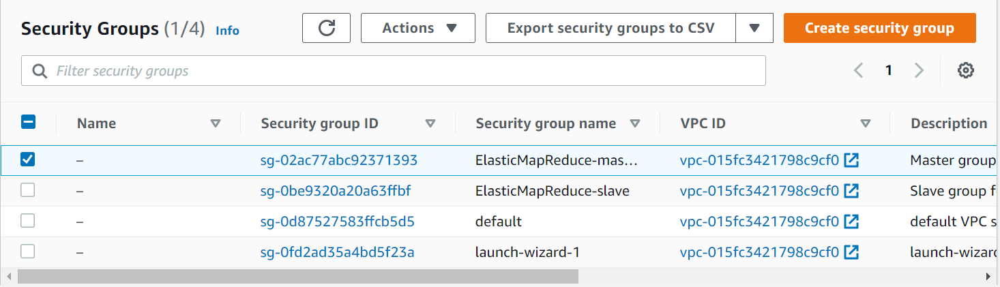 Security Groups (1/4) Info Actions Export security groups to CSV Create security group
Filter security groups 1
Name Security group ID Security group name VPC ID Description
– sg-02ac77abc92371393 ElasticMapReduce-mas... vpc-015fc3421798c9cf0 Master group
– sg-0be9320a20a63ffbf ElasticMapReduce-slave vpc-015fc3421798c9cf0 Slave group f
– sg-0d87527583ffcb5d5 default vpc-015fc3421798c9cf0 default VPC s
– sg-0fd2ad35a4bd5f23a launch-wizard-1 vpc-015fc3421798c9cf0 launch-wizard